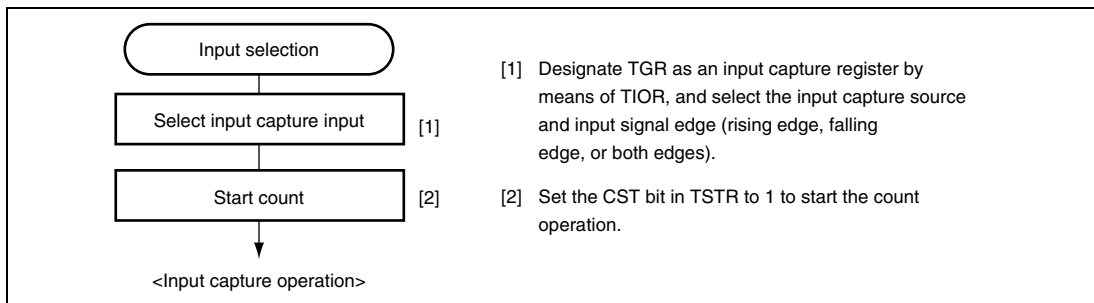 Input selection
Select input capture input
[1]
Start count
[2]
<Input capture operation>
[1] Designate TGR as an input capture register by
means of TIOR, and select the input capture source
and input signal edge (rising edge, falling
edge, or both edges).
[2] Set the CST bit in TSTR to 1 to start the count
operation.